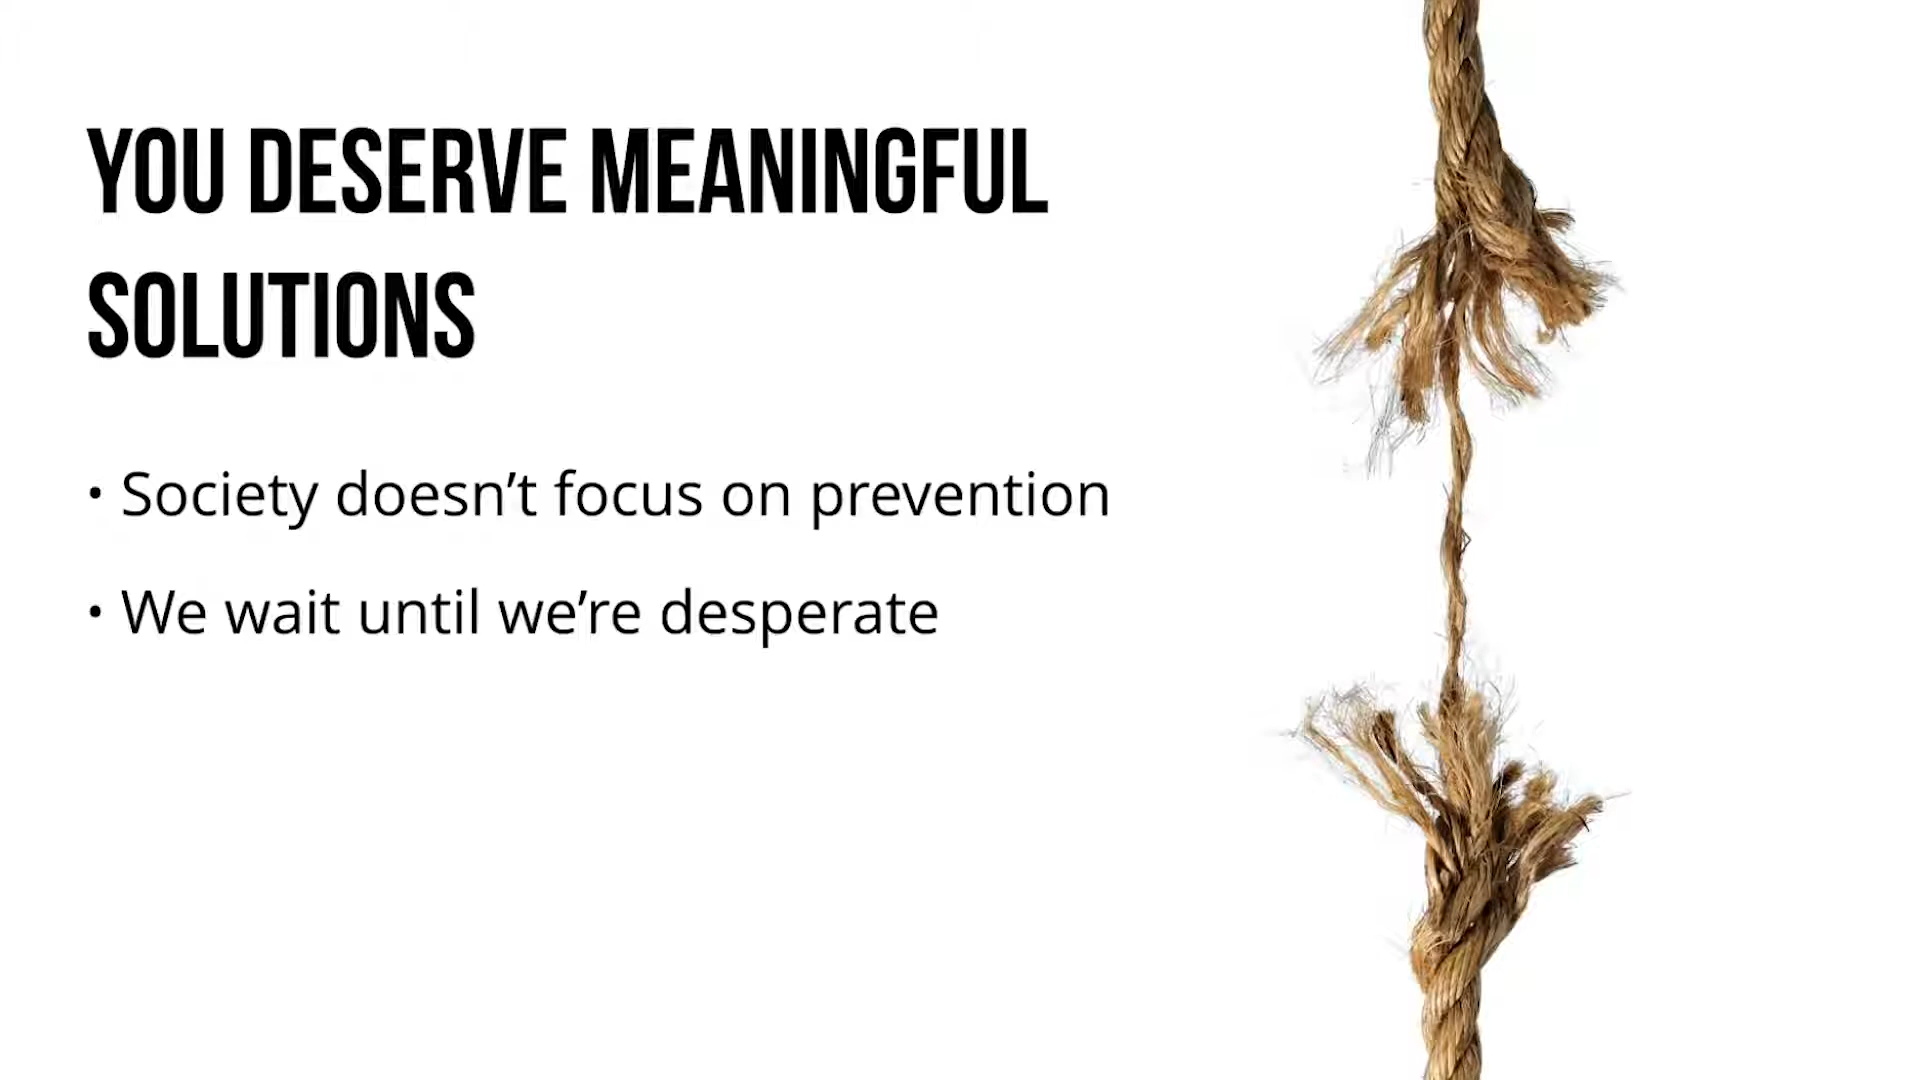 YOU DESERVE MEANINGFUL
SOLUTIONS
• Society doesn’t focus on prevention
• We wait until we’re desperate